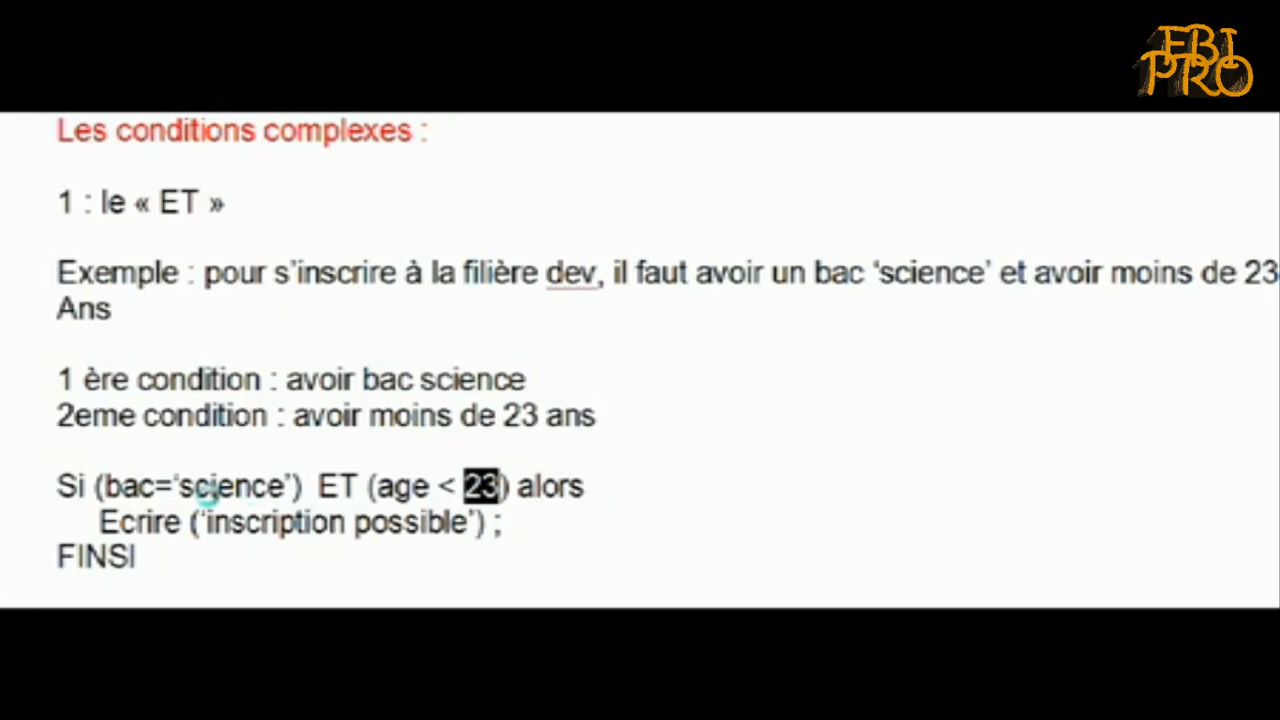 FBI
PRO
Les conditions complexes :
1 : le « ET »
Exemple : pour s’inscrire à la filière dev, il faut avoir un bac ‘science’ et avoir moins de 23
Ans
1 ère condition : avoir bac science
2eme condition : avoir moins de 23 ans
Si (bac=‘science’) ET (age < 23) alors
Ecrire (‘inscription possible’) ;
FINSI